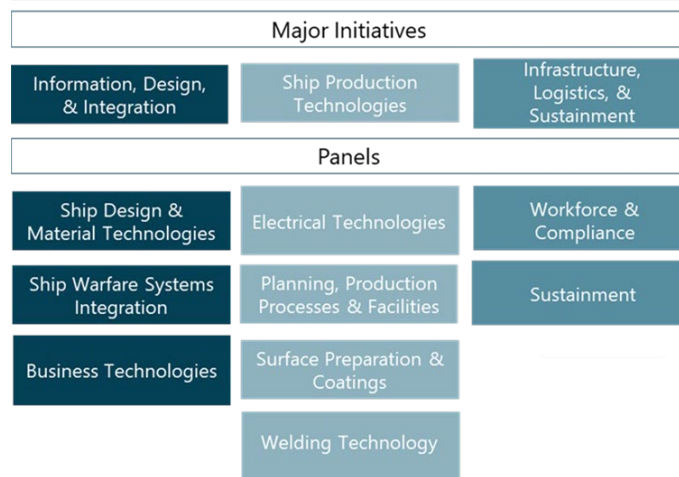 Major Initiatives
Information, Design,
& Integration
Ship Production
Technologies
Infrastructure,
Logistics, &
Sustainment
Panels
Ship Design &
Material Technologies
Electrical Technologies
Workforce &
Compliance
Ship Warfare Systems
Integration
Planning, Production
Processes & Facilities
Sustainment
Business Technologies
Surface Preparation &
Coatings
Welding Technology